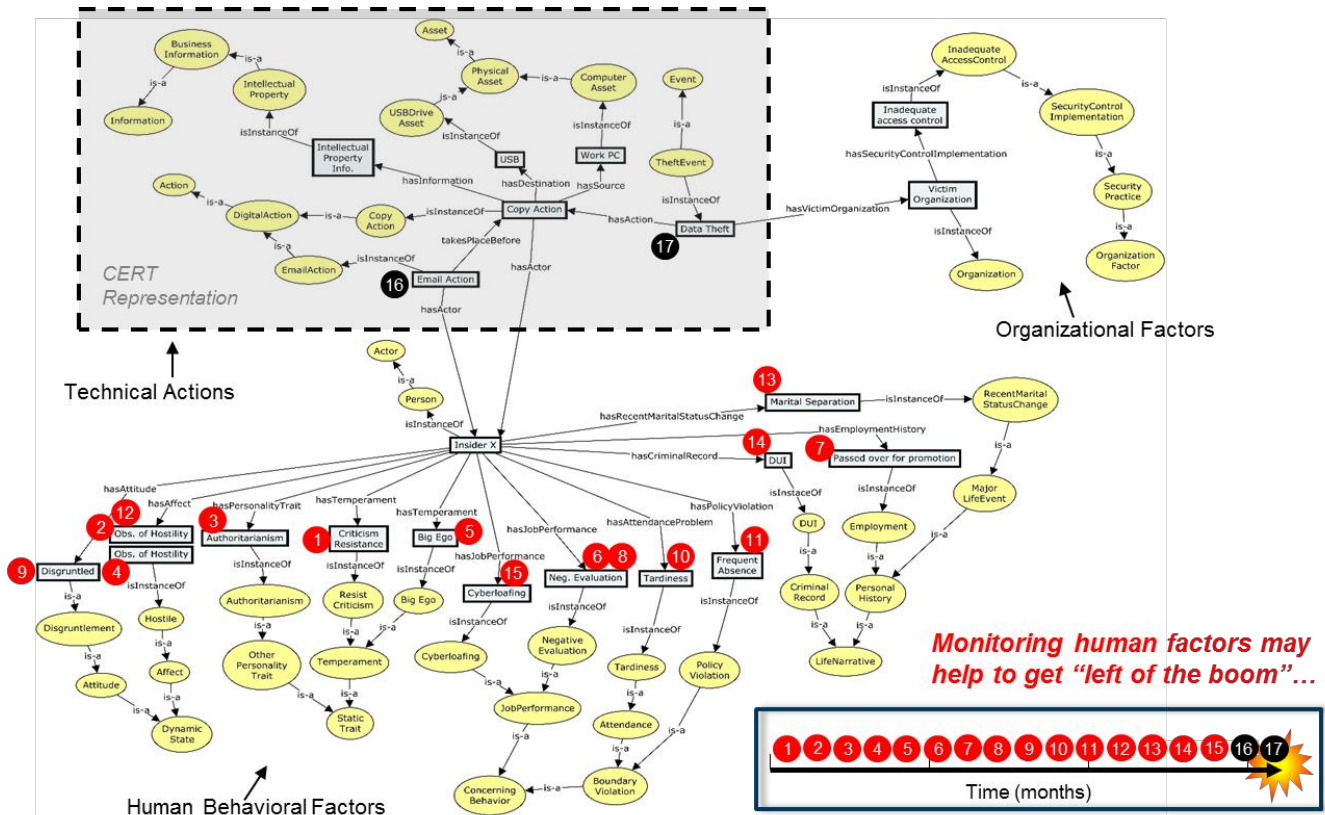 Asset
Business
Information
is-a
is-a
Inadequate
AccessControl
is-a
Physical
Asset
is-a
Computer
Asset
Event
is-a
Intellectual
Property
is-a
USBDrive
Asset
SecurityControl
Implementation
isInstanceOf
Information
isInstanceOf
isInstanceOf
isInstanceOf
is-a
Inadequate
access control
Intellectual
Property
Info.
USB
Work PC
TheftEvent
hasSecurityControlImplementation
is-a
hasInformation
hasDestination
hasSource
isInstanceOf
Action
is-a
Victim
Organization
Security
Practice
DigitalAction
is-a
Copy
Action
isInstanceOf
Copy Action
hasAction
Data Theft
hasVictimOrganization
17
takesPlaceBefore
isInstanceOf
is-a
is-a
EmailAction
isInstanceOf
hasActor
Organization
Organization
Factor
CERT
Representation
16
Email Action
hasActor
Organizational Factors
Technical Actions
Actor
is-a
Person
isInstanceOf
13
Marital Separation
isInstanceOf
RecentMarital
StatusChange
hasRecentMaritalStatusChange
hasEmploymentHistory
Insider X
hasCriminalRecord
14
DUI
7
Passed over for promotion
is-a
hasAttitude
hasAffect
hasPersonalityTrait
hasTemperament
hasTemperament
hasJobPerformance
hasAttendanceProblem
hasPolicyViolation
isInstaceOf
isInstanceOf
Major
LifeEvent
12
2
Obs. of Hostility
3
Authoritarianism
1
Criticism
Resistance
Big Ego
5
DUI
Employment
is-a
Obs. of Hostility
9
Disgruntled
4
hasJobPerformance
15
Cyberloafing
6
8
Neg. Evaluation
10
Tardiness
11
Frequent
Absence
is-a
is-a
is-a
isInstanceOf
isInstanceOf
isInstanceOf
isInstanceOf
isInstanceOf
isInstanceOf
isInstanceOf
isInstanceOf
Criminal
Record
Personal
History
Disgruntlement
Hostile
Authoritarianism
Resist
Criticism
Big Ego
is-a
is-a
is-a
is-a
is-a
is-a
is-a
Negative
Evaluation
Cyberloafing
Tardiness
Policy
Violation
LifeNarrative
Monitoring human factors may
help to get “left of the boom”…
Attitude
Affect
Other
Personality
Trait
Temperament
is-a
is-a
is-a
is-a
is-a
is-a
is-a
Dynamic
State
Static
Trait
JobPerformance
Attendance
is-a
is-a
is-a
Concerning
Behavior
is-a
Boundary
Violation
Human Behavioral Factors
1 2 3 4 5 6 7 8 9 10 11 12 13 14 15 16 17
Time (months)